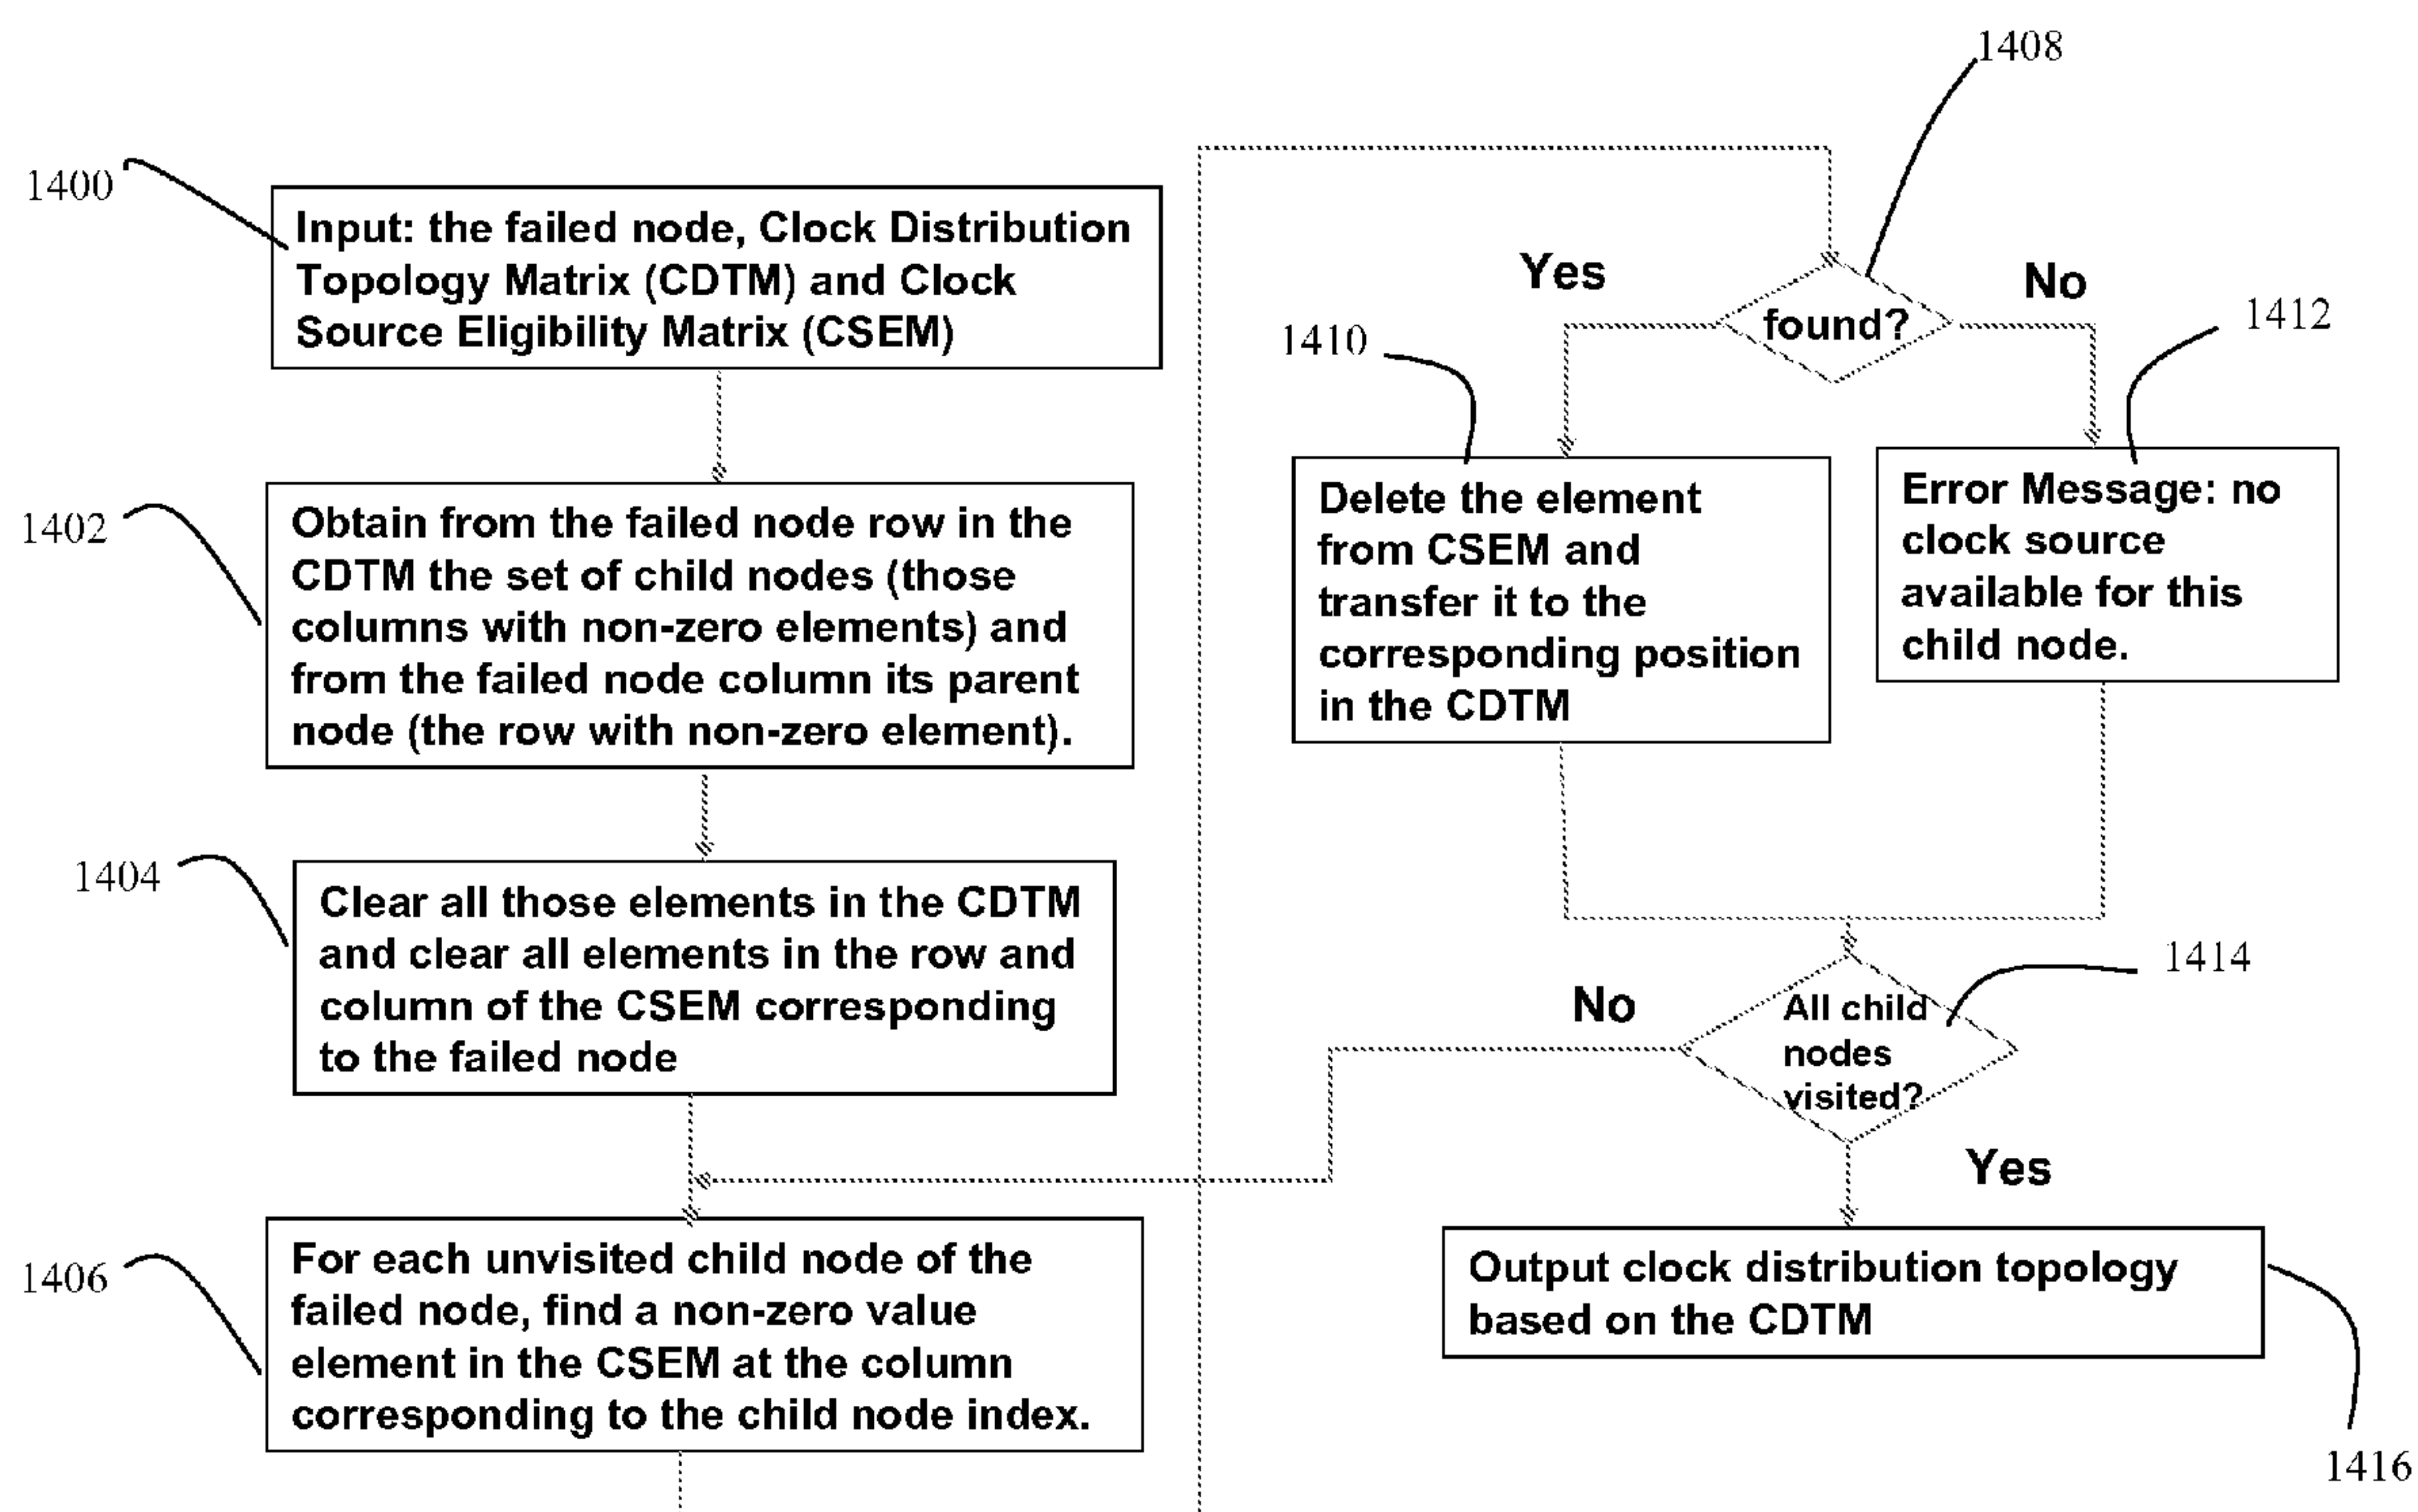 1400
Input: the failed node, Clock Distribution
Topology Matrix (CDTM) and Clock
Source Eligibility Matrix (CSEM)
1402
Obtain from the failed node row in the
CDTM the set of child nodes (those
columns with non-zero elements) and
from the failed node column its parent
node (the row with non-zero element).
1404
Clear all those elements in the CDTM
and clear all elements in the row and
column of the CSEM corresponding
to the failed node
1406
For each unvisited child node of the
failed node, find a non-zero value
element in the CSEM at the column
corresponding to the child node index.
1408
Yes
No
found?
1410
Delete the element
from CSEM and
transfer it to the
corresponding position
in the CDTM
1412
Error Message: no
clock source
available for this
child node.
1414
No
All child
nodes
visited?
Yes
Output clock distribution topology
based on the CDTM
1416